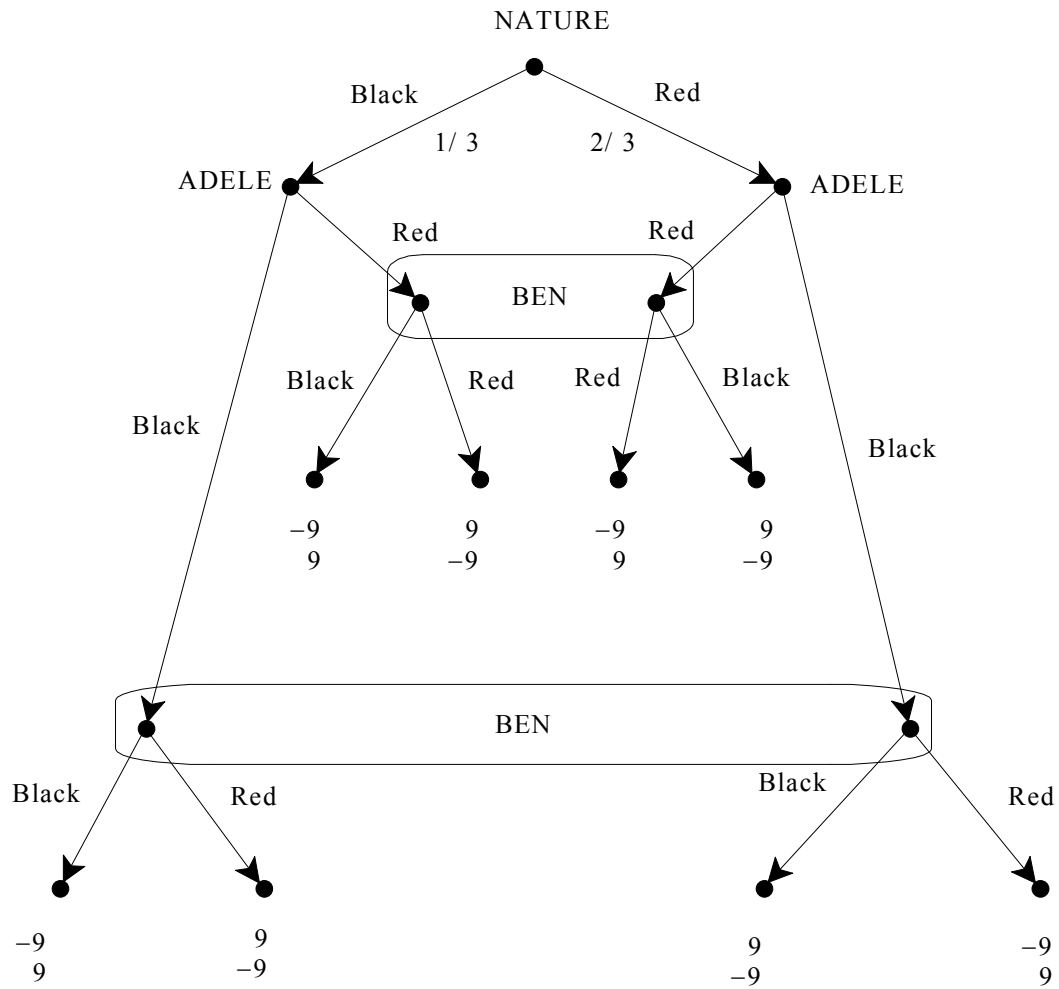 NATURE
Black Red
1/ 3 2/ 3
ADELE ADELE
Red Red
BEN
Black Red Red Black
Black Black
−9 9 −9 9
9 −9 9 −9
BEN
Black Red Black Red
−9 9 9 −9
9 −9 −9 9